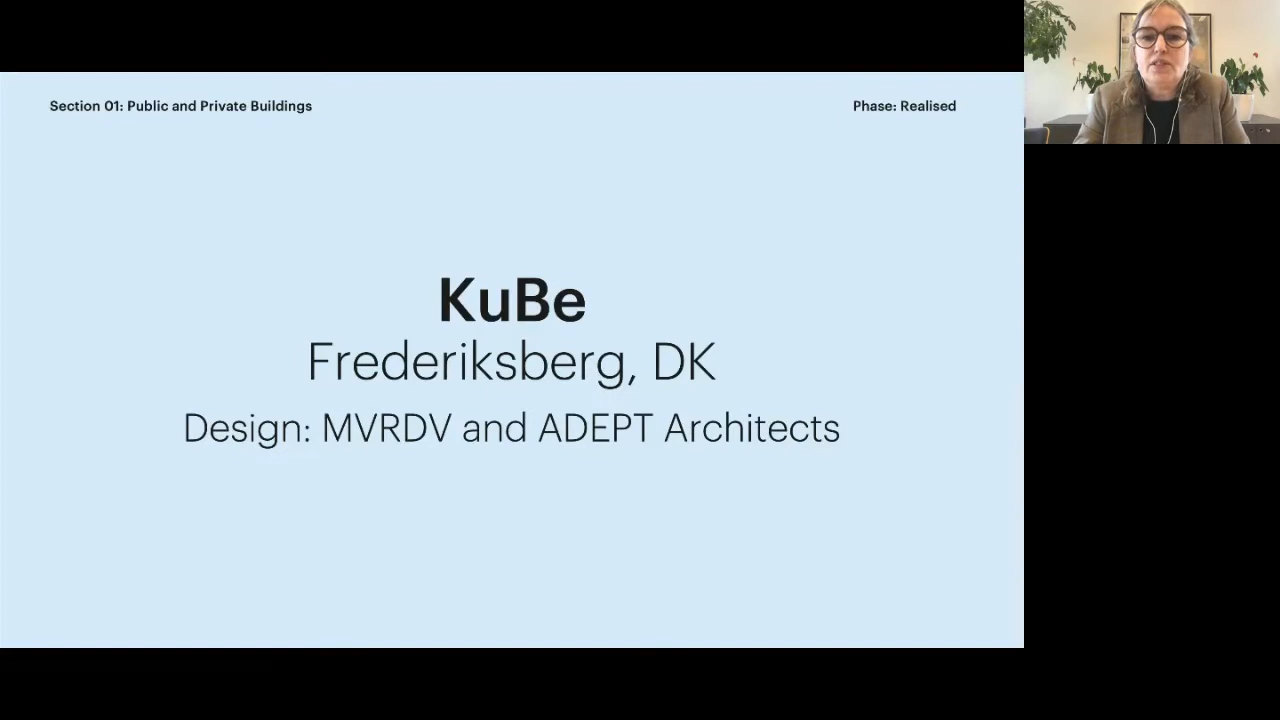 Section 01: Public and Private Buildings
Phase: Realised
KuBe
Frederiksberg, DK
Design: MVRDV and ADEPT Architects